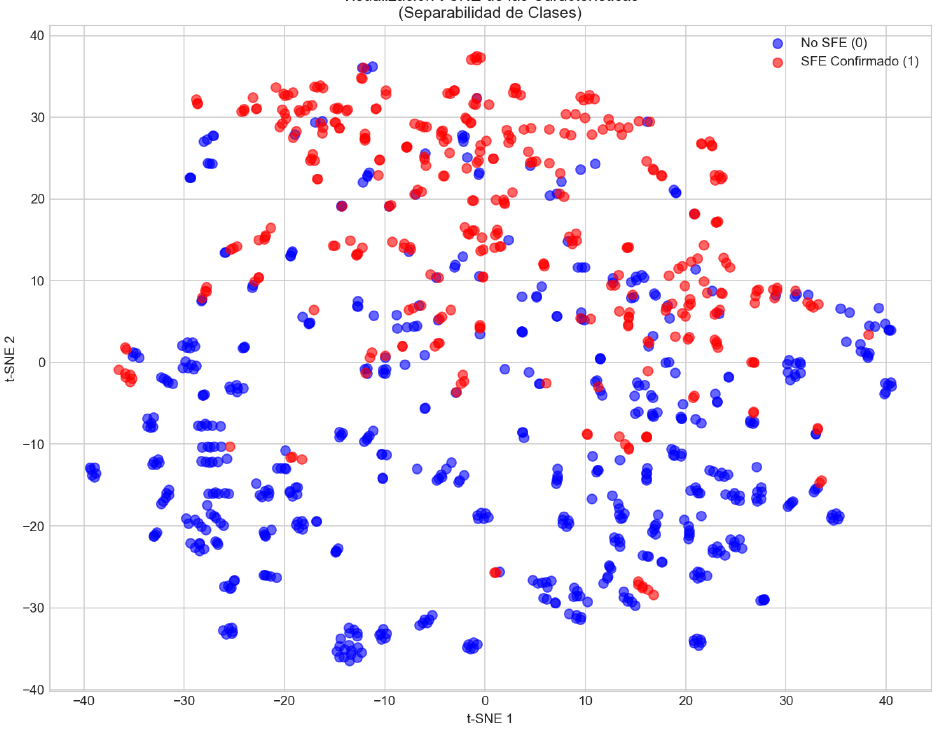 (Separabilidad de Clases)
No SFE (0)
SFE Confirmado (1)
40
30
20
10
0
−10
−20
−30
−40
t-SNE 2
−40 −30 −20 −10 0 10 20 30 40
t-SNE 1